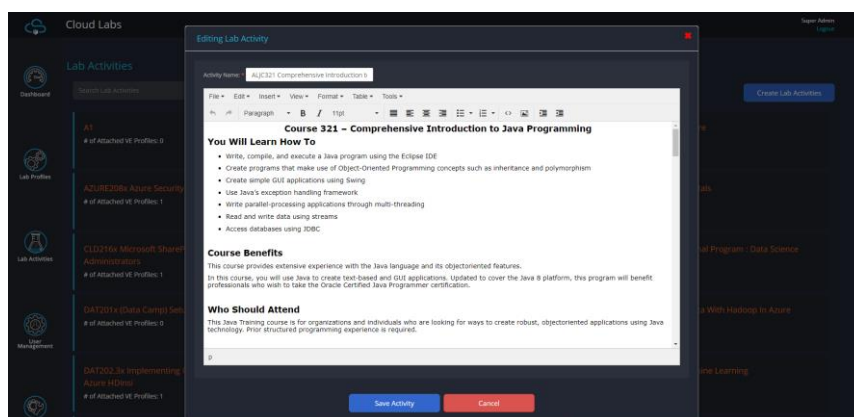 Cloud Labs
Super Admin
Logout
Editing Lab Activity
Lab Activities
Search Lab Activities
Create Lab Activities
Dashboard
Lab Profiles
Lab Activities
User Management
A1
# of Attached VE Profiles: 0
AZURE208x Azure Security
# of Attached VE Profiles: 1
CLD216x Microsoft ShareP
Administrators
# of Attached VE Profiles: 1
DAT201x (Data Camp) Set
# of Attached VE Profiles: 0
DAT202.3x Implementing
Azure HDInsi
# of Attached VE Profiles: 1
Activity Name: * ALJC321 Comprehensive Introduction t
File Edit Insert View Format Table Tools
Paragraph B I 11pt
Course 321 – Comprehensive Introduction to Java Programming
You Will Learn How To
• Write, compile, and execute a Java program using the Eclipse IDE
• Create programs that make use of Object-Oriented Programming concepts such as inheritance and polymorphism
• Create simple GUI applications using Swing
• Use Java's exception handling framework
• Write parallel-processing applications through multi-threading
• Read and write data using streams
• Access databases using JDBC
Course Benefits
This course provides extensive experience with the Java language and its objectoriented features.
In this course, you will use Java to create text-based and GUI applications. Updated to cover the Java 8 platform, this program will benefit
professionals who wish to take the Oracle Certified Java Programmer certification.
Who Should Attend
This Java Training course is for organizations and individuals who are looking for ways to create robust, objectoriented applications using Java
technology. Prior structured programming experience is required.
p
Save Activity
Cancel
al Program : Data Science
a With Hadoop In Azure
ine Learning